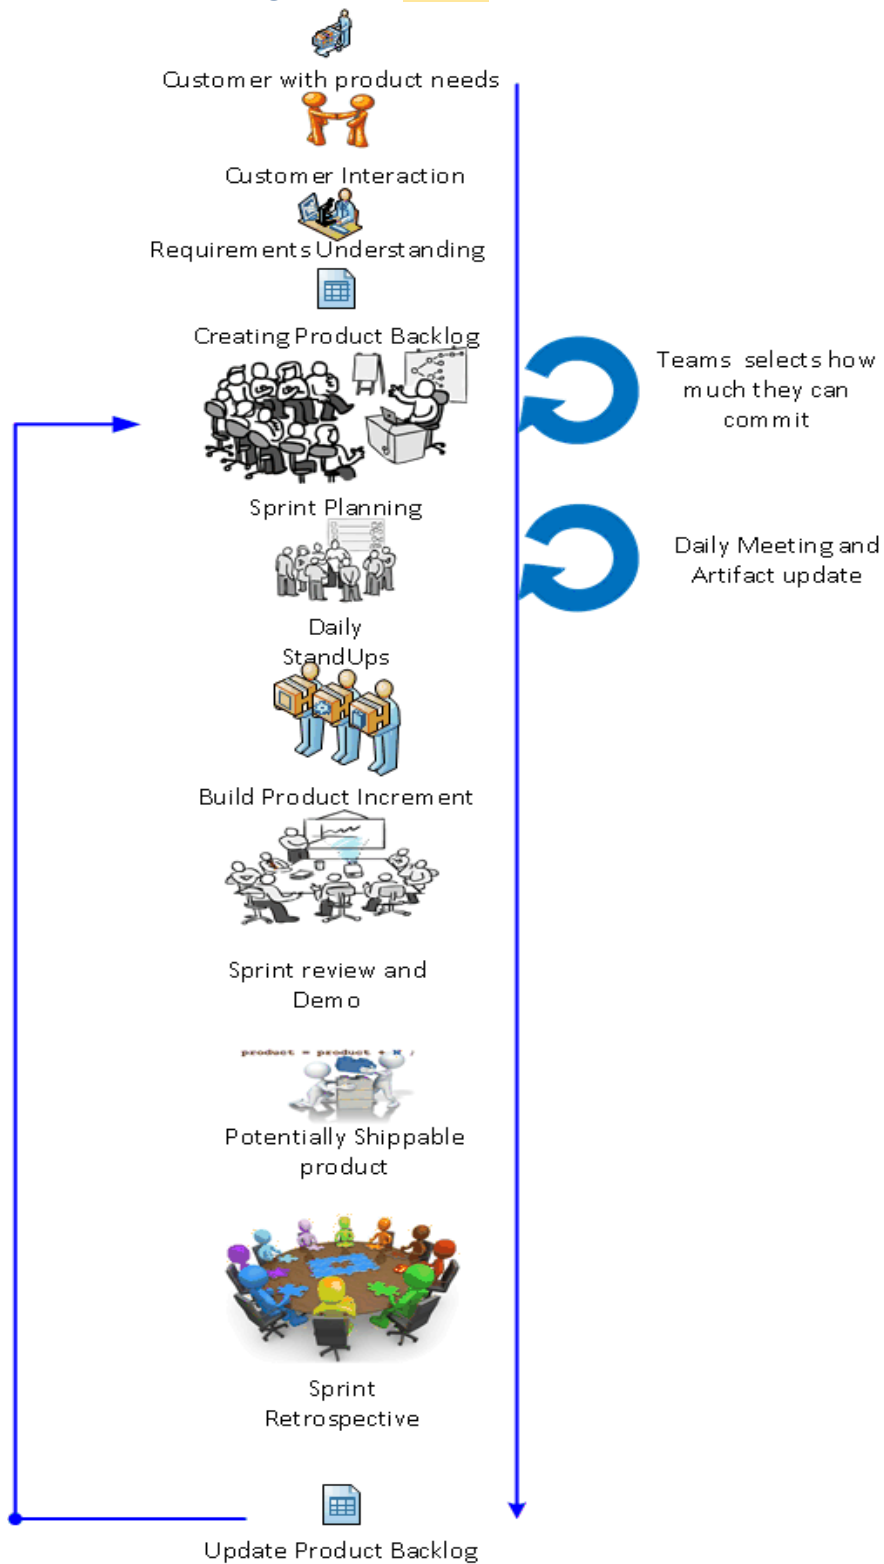 Customer with product needs
Customer Interaction
Requirements Understanding
Creating Product Backlog
Teams selects how
much they can
commit
Sprint Planning
Daily Meeting and
Artifact update
Daily
StandUps
Build Product Increment
Sprint review and
Demo
product = product + N ;
Potentially Shippable
product
Sprint
Retrospective
Update Product Backlog